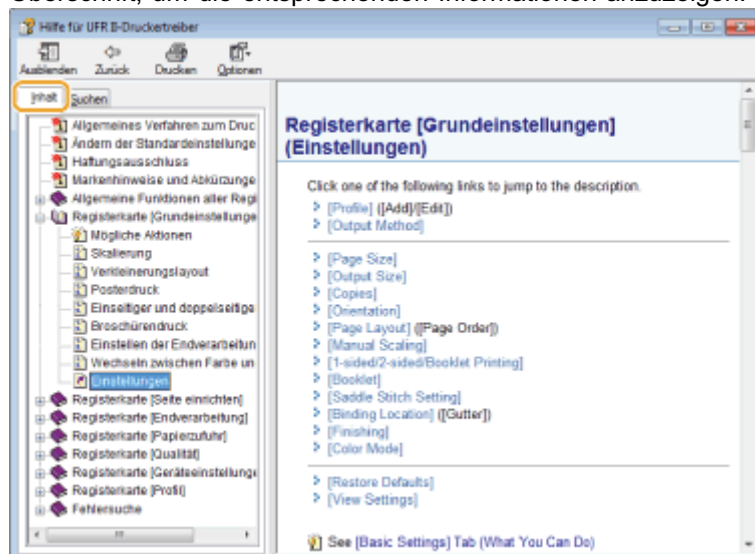 Überschrift, um die entsprechenden Informationen anzuzeigen.
Hilfe für UFR II-Druckertreiber
Ausblenden Zurück Drucken Optionen
Inhalt Suchen
Allgemeines Verfahren zum Druc
Ändern der Standardeinstellunge
Haftungsausschluss
Markenhinweise und Abkürzunge
Allgemeine Funktionen aller Regi
Registerkarte [Grundeinstellunge
Mögliche Aktionen
Skalierung
Verkleinerungslayout
Posterdruck
Einseitiger und doppelseitige
Broschürendruck
Einstellen der Endverarbeitun
Wechseln zwischen Farbe un
Einstellungen
Registerkarte [Seite einrichten]
Registerkarte [Endverarbeitung]
Registerkarte [Papierzufuhr]
Registerkarte [Qualität]
Registerkarte [Geräteeinstellunge
Registerkarte [Profil]
Fehlersuche
Registerkarte [Grundeinstellungen]
(Einstellungen)
Click one of the following links to jump to the description.
[Profile] ([Add]/[Edit])
[Output Method]
[Page Size]
[Output Size]
[Copies]
[Orientation]
[Page Layout] ([Page Order])
[Manual Scaling]
[1-sided/2-sided/Booklet Printing]
[Booklet]
[Saddle Stitch Setting]
[Binding Location] ([Gutter])
[Finishing]
[Color Mode]
[Restore Defaults]
[View Settings]
See [Basic Settings] Tab (What You Can Do)